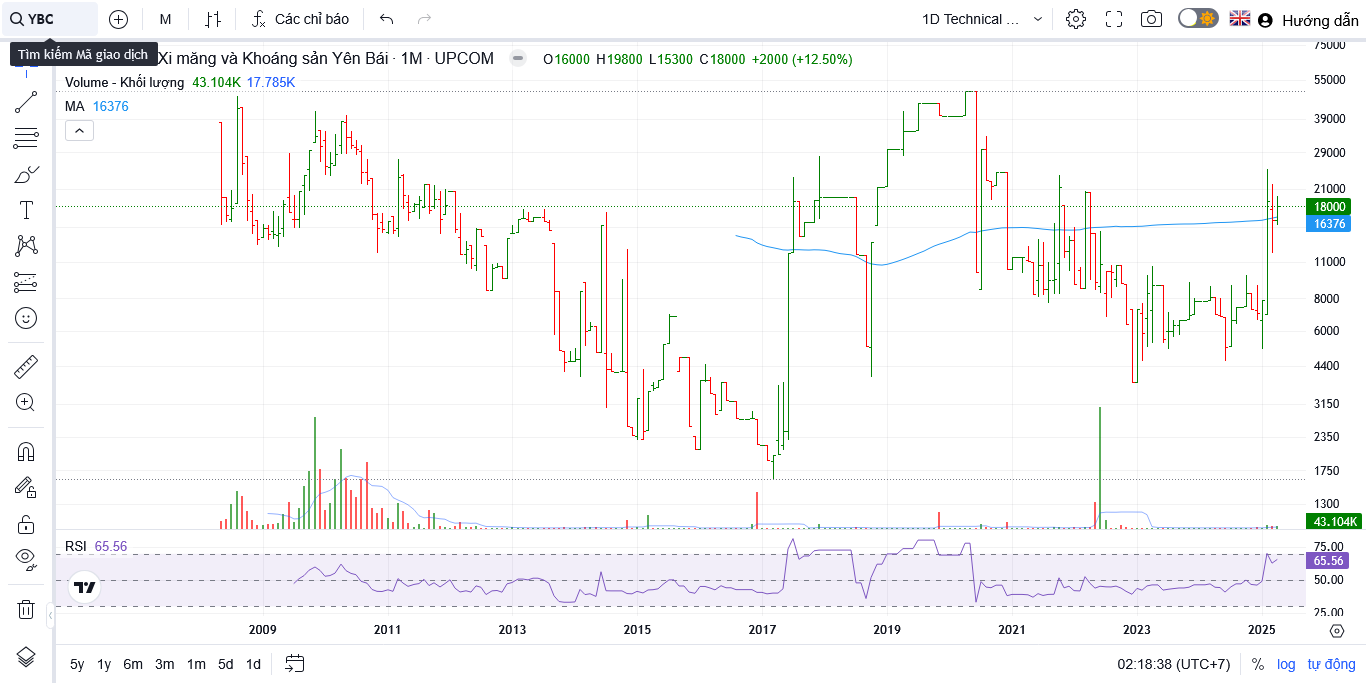 YBC
M
Các chỉ báo
1D Technical ...
Hướng dẫn
Tìm kiếm Mã giao dịch
Xi măng và Khoáng sản Yên Bái · 1M · UPCOM
O16000 H19800 L15300 C18000 +2000 (+12.50%)
Volume - Khối lượng 43.104K 17.785K
MA 16376
75000
55000
39000
29000
21000
18000
16376
11000
8000
6000
4400
3150
2350
1750
1300
43.104K
RSI 65.56
75.00
65.56
50.00
25.00
2009 2011 2013 2015 2017 2019 2021 2023 2025
5y 1y 6m 3m 1m 5d 1d
02:18:38 (UTC+7) % log tự động